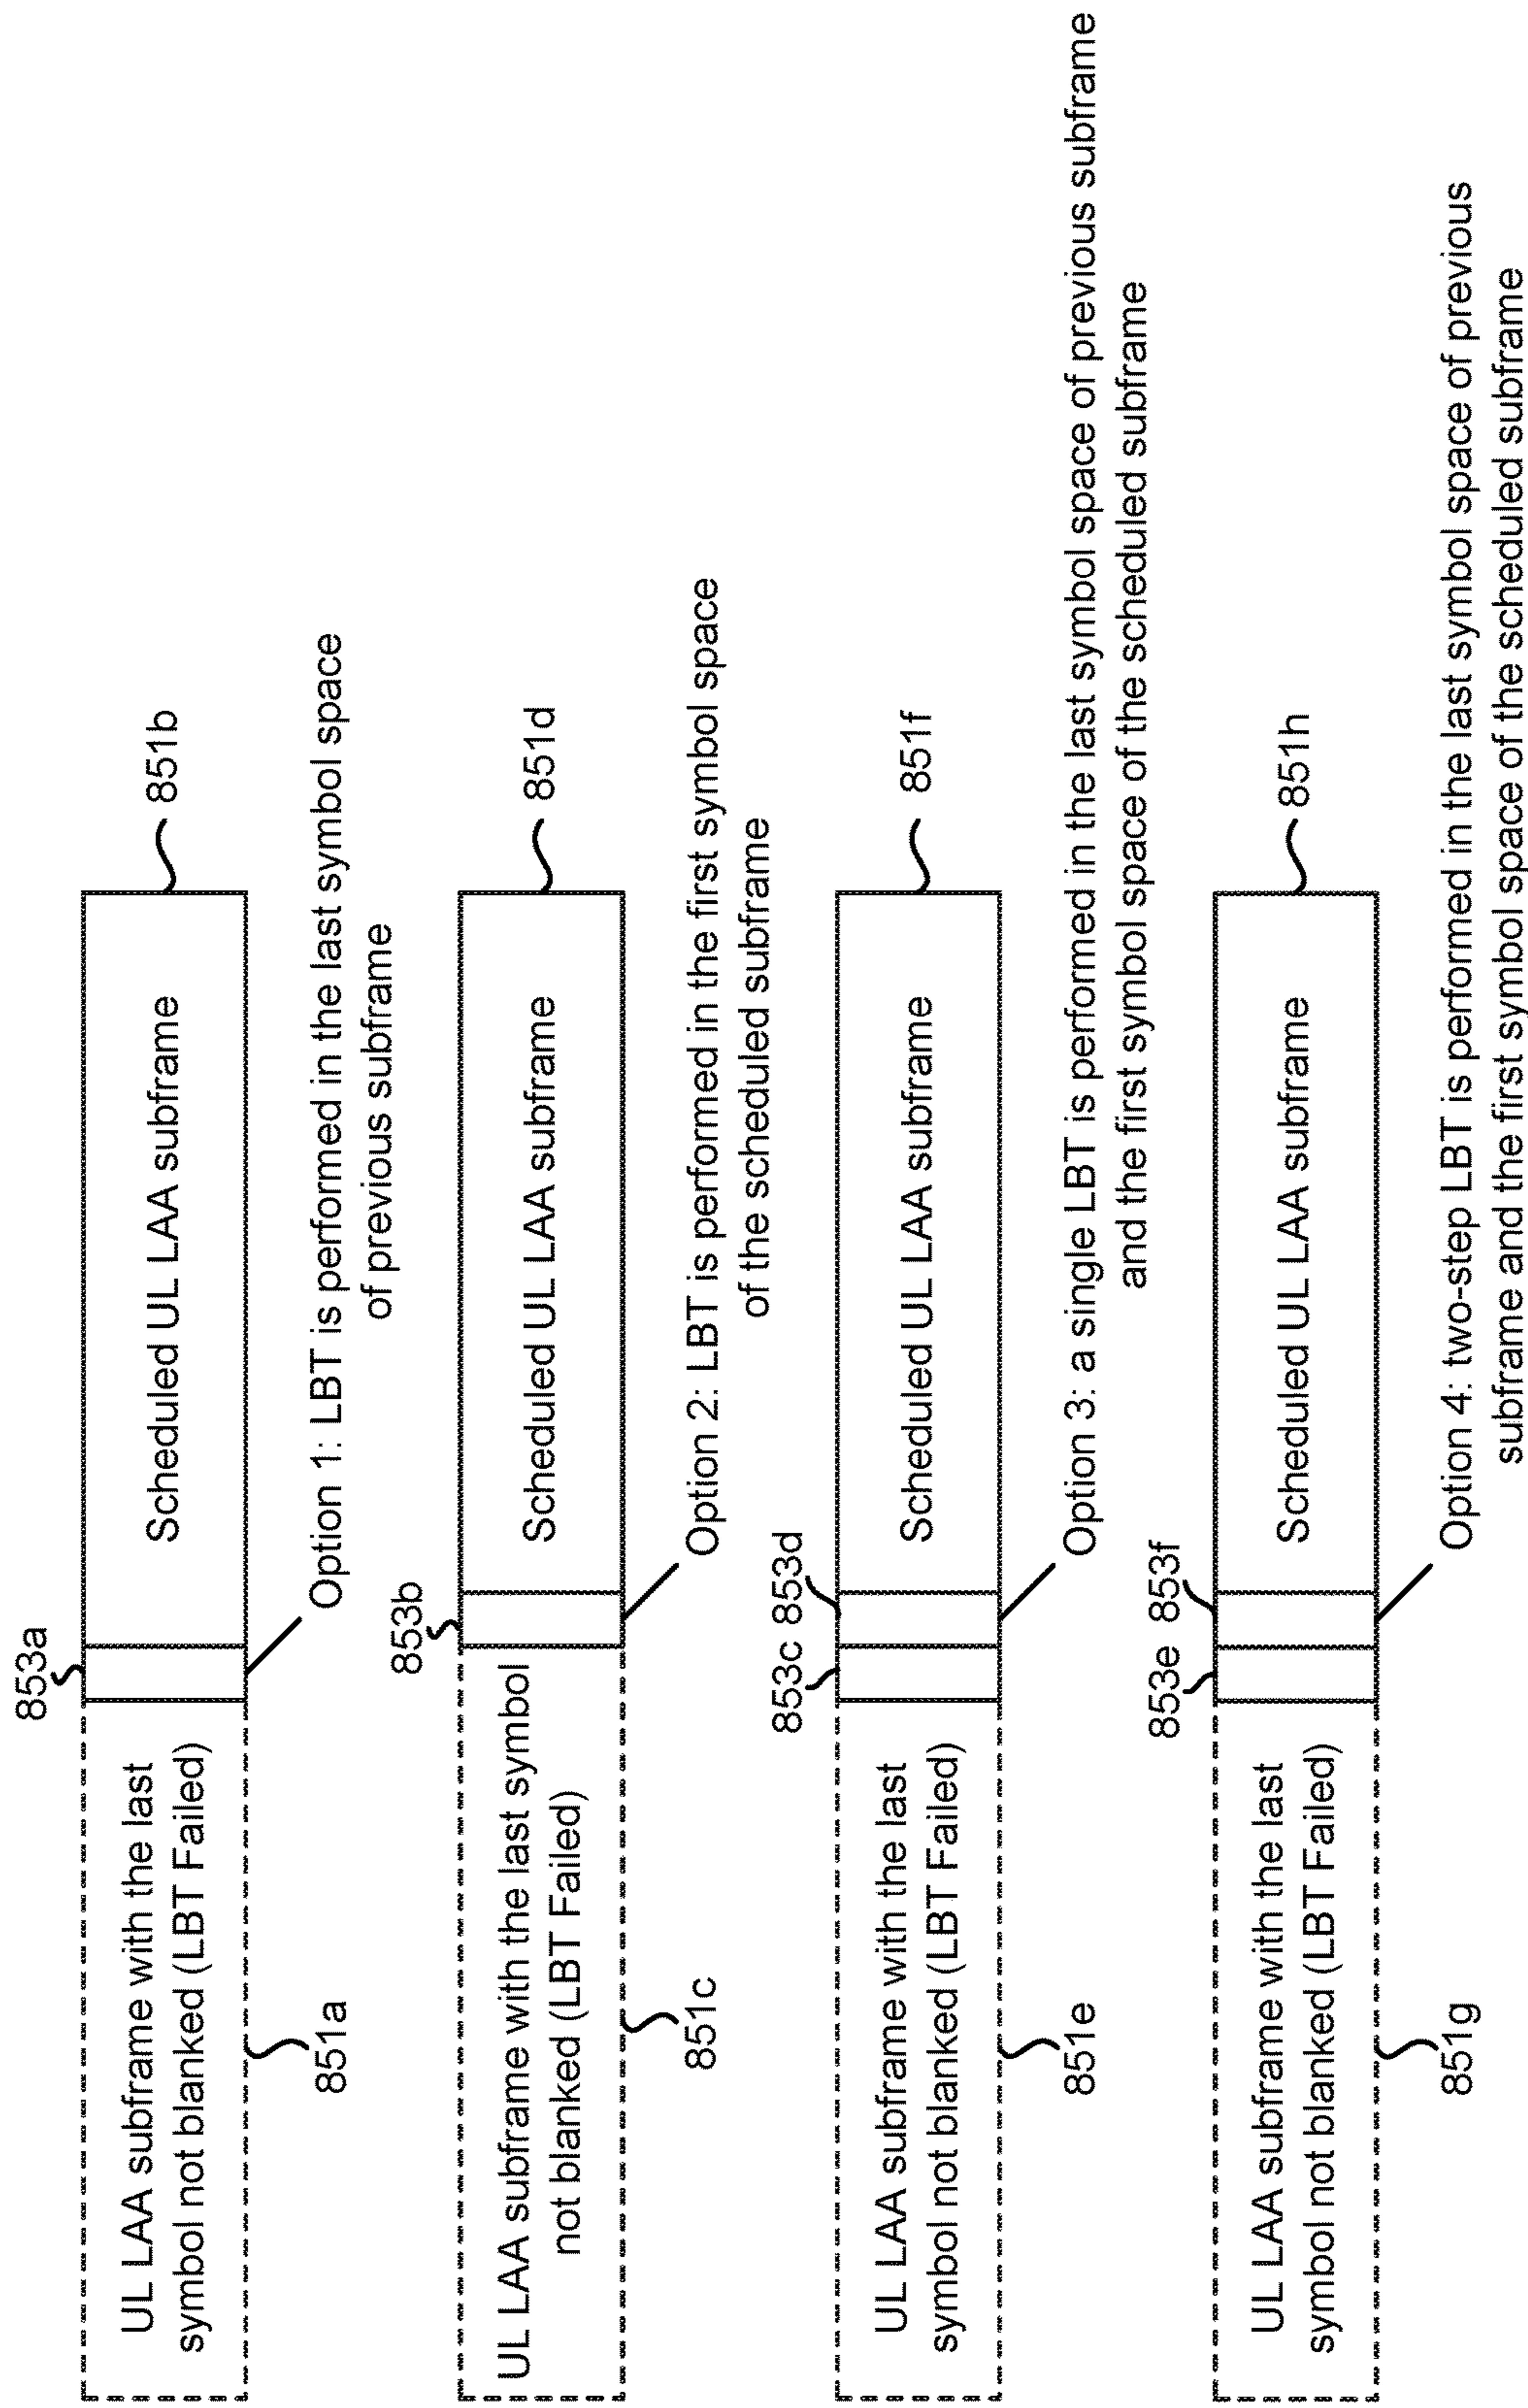 853a
UL LAA subframe with the last
symbol not blanked (LBT Failed)
Scheduled UL LAA subframe
851b
851a
Option 1: LBT is performed in the last symbol space
of previous subframe
853b
UL LAA subframe with the last symbol
not blanked (LBT Failed)
Scheduled UL LAA subframe
851d
851c
Option 2: LBT is performed in the first symbol space
of the scheduled subframe
853c 853d
UL LAA subframe with the last
symbol not blanked (LBT Failed)
Scheduled UL LAA subframe
851f
851e
Option 3: a single LBT is performed in the last symbol space of previous subframe
and the first symbol space of the scheduled subframe
853e 853f
UL LAA subframe with the last
symbol not blanked (LBT Failed)
Scheduled UL LAA subframe
851h
851g
Option 4: two-step LBT is performed in the last symbol space of previous
subframe and the first symbol space of the scheduled subframe